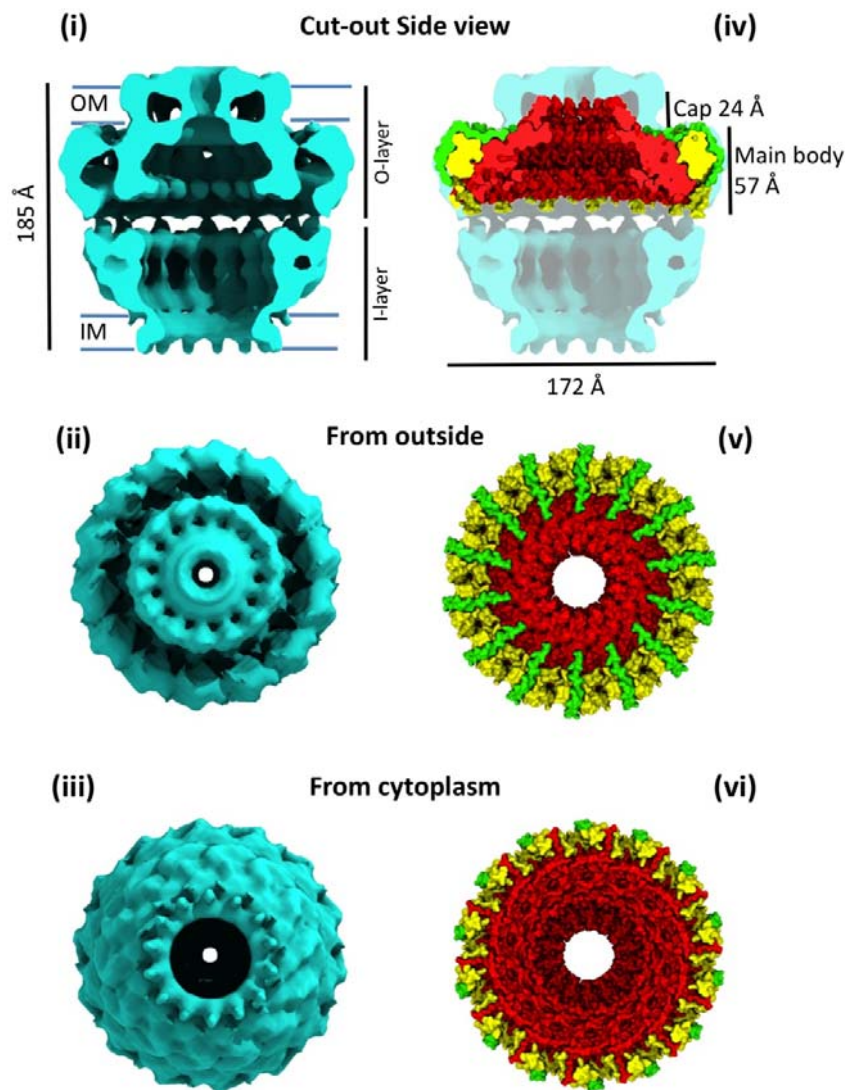 (i) Cut-out Side view (iv)
OM
Cap 24 Å
O-layer
Main body
57 Å
185 Å
I-layer
IM
172 Å
(ii) From outside (v)
(iii) From cytoplasm (vi)